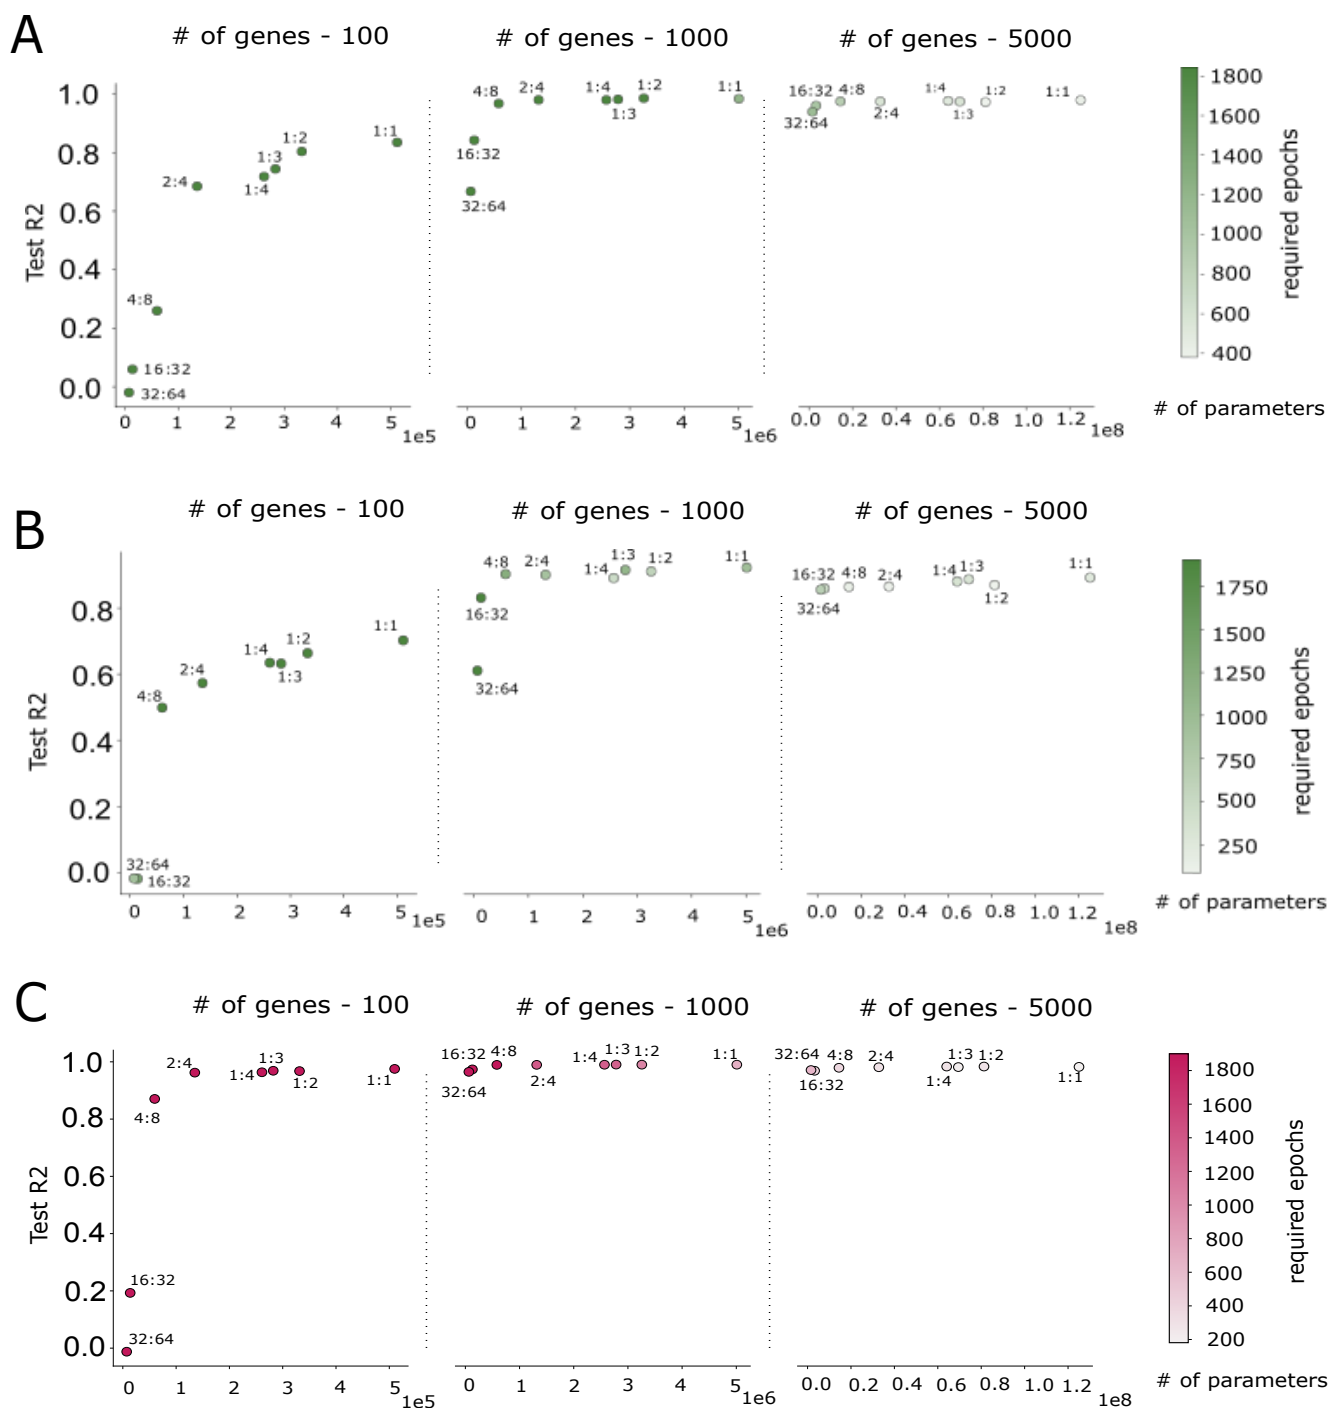 A
# of genes - 100
# of genes - 1000
# of genes - 5000
1.0
0.8
0.6
0.4
0.2
0.0
Test R2
1:1
1:2
1:3
1:4
2:4
4:8
16:32
32:64
0 1 2 3 4 5
1e5
4:8
2:4
1:4
1:2
1:1
1:3
16:32
32:64
0 1 2 3 4 5
1e6
16:32
4:8
1:4
1:2
1:1
32:64
2:4
1:3
0.0 0.2 0.4 0.6 0.8 1.0 1.2
1e8
1800
1600
1400
1200
1000
800
600
400
required epochs
# of parameters
B
# of genes - 100
# of genes - 1000
# of genes - 5000
0.8
0.6
0.4
0.2
0.0
Test R2
1:1
1:2
1:4
1:3
2:4
4:8
32:64
16:32
0 1 2 3 4 5
1e5
4:8
2:4
1:4
1:3
1:2
1:1
16:32
32:64
0 1 2 3 4 5
1e6
16:32
4:8
2:4
1:4
1:3
1:1
32:64
1:2
0.0 0.2 0.4 0.6 0.8 1.0 1.2
1e8
1750
1500
1250
1000
750
500
250
required epochs
# of parameters
C
# of genes - 100
# of genes - 1000
# of genes - 5000
1.0
0.8
0.6
0.4
0.2
0.0
Test R2
2:4
1:3
1:4
1:2
1:1
4:8
16:32
32:64
0 1 2 3 4 5
1e5
16:32
4:8
1:4
1:3
1:2
1:1
32:64
2:4
0 1 2 3 4 5
1e6
32:64
4:8
2:4
1:3
1:2
16:32
1:4
1:1
0.0 0.2 0.4 0.6 0.8 1.0 1.2
1e8
1800
1600
1400
1200
1000
800
600
400
200
required epochs
# of parameters